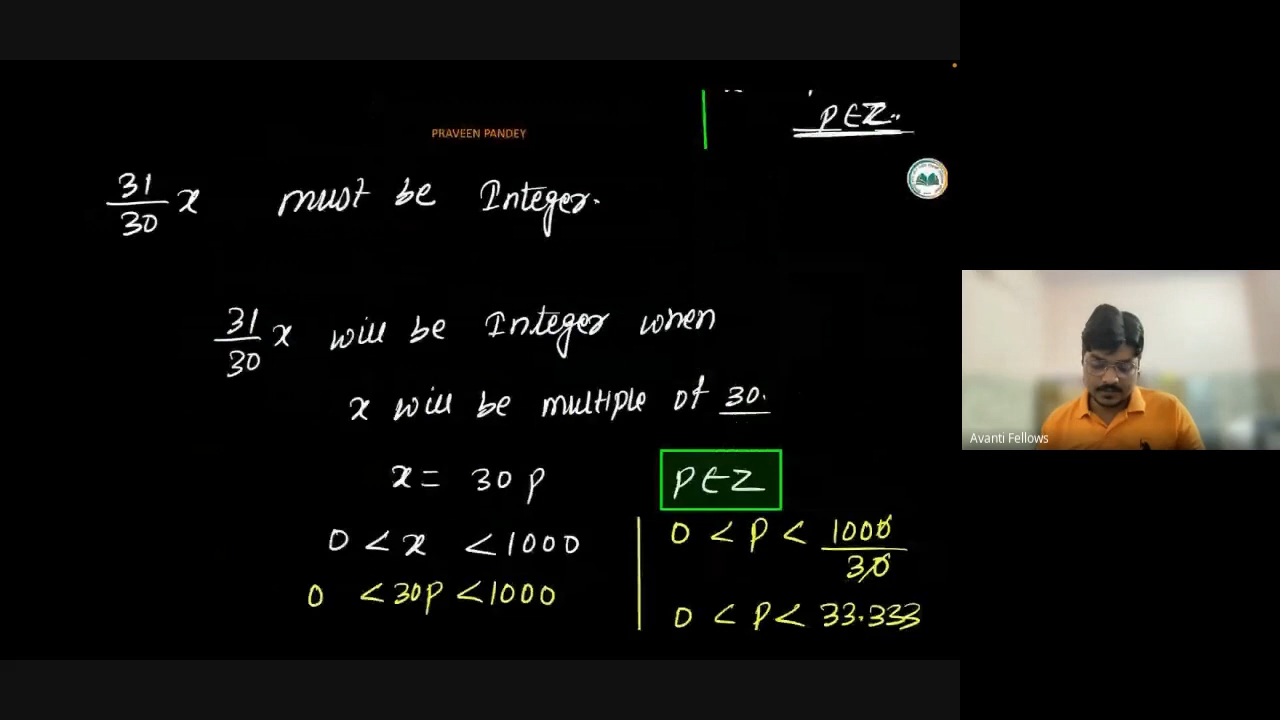 p∈Z..
PRAVEEN PANDEY
31/30 x must be Integer.
31/30 x will be Integer when
x will be multiple of 30.
x = 30p
p∈Z
0 < x < 1000
0 < 30p < 1000
0 < p < 1000/30
0 < p < 33.333
Avanti Fellows